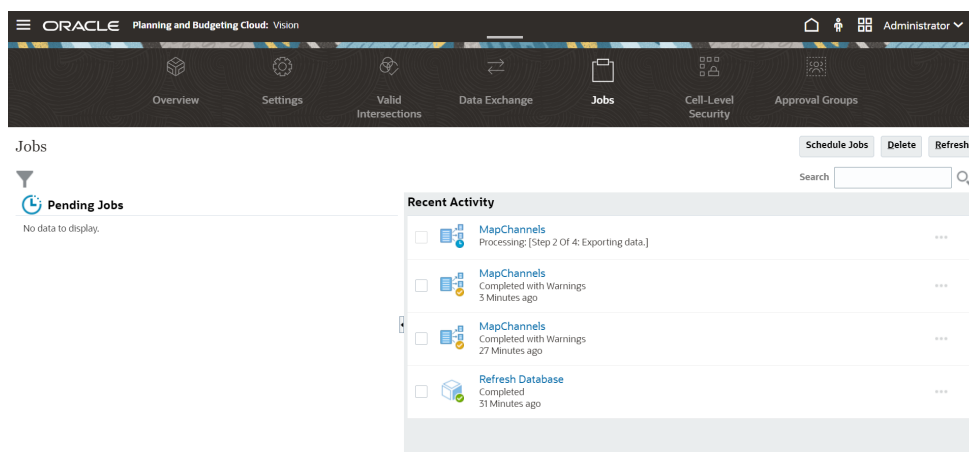 ORACLE Planning and Budgeting Cloud: Vision Administrator
Overview Settings Valid Intersections Data Exchange Jobs Cell-Level Security Approval Groups
Jobs
Schedule Jobs Delete Refresh
Search
Pending Jobs
No data to display.
Recent Activity
MapChannels
Processing: [Step 2 Of 4: Exporting data.]
MapChannels
Completed with Warnings
3 Minutes ago
MapChannels
Completed with Warnings
27 Minutes ago
Refresh Database
Completed
31 Minutes ago